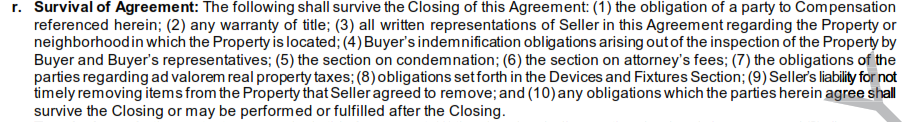 r. Survival of Agreement: The following shall survive the Closing of this Agreement: (1) the obligation of a party to Compensation
referenced herein; (2) any warranty of title; (3) all written representations of Seller in this Agreement regarding the Property or
neighborhood in which the Property is located; (4) Buyer's indemnification obligations arising out of the inspection of the Property by
Buyer and Buyer's representatives; (5) the section on condemnation; (6) the section on attorney's fees; (7) the obligations of the
parties regarding ad valorem real property taxes; (8) obligations set forth in the Devices and Fixtures Section; (9) Seller's liability for not
timely removing items from the Property that Seller agreed to remove; and (10) any obligations which the parties herein agree shall
survive the Closing or may be performed or fulfilled after the Closing.